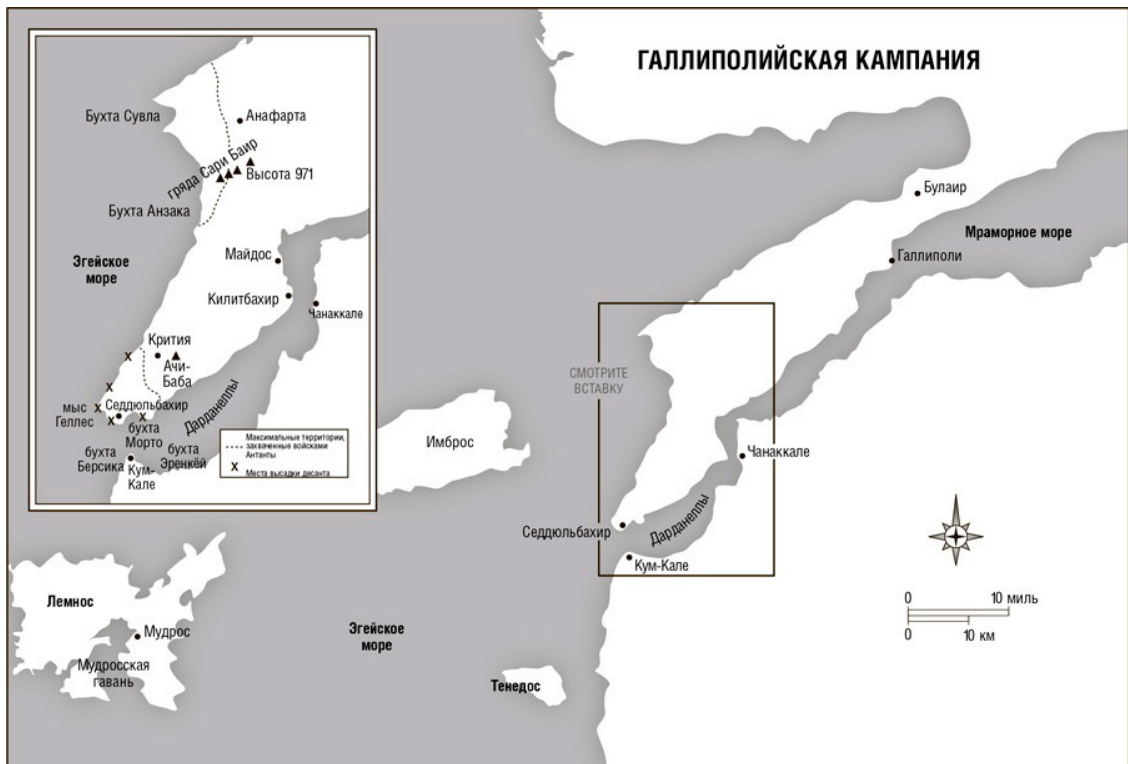 ГАЛЛИПОЛИЙСКАЯ КАМПАНИЯ
Бухта Сувла
Анафарта
гряда Сари Баир
Высота 971
Бухта Анзака
Эгейское
море
Майдос
Килитбахир
Чанаккале
Крития
Ачи-
Баба
Седдюльбахир
мыс
Геллес
бухта
Морто
Дарданеллы
бухта
Берсика
Кум-
Кале
бухта
Эренкёй
Максимальные территории,
захваченные войсками
Антанты
X Места высадки десанта
Булаир
Мраморное море
Галлиполи
СМОТРИТЕ
ВСТАВКУ
Имброс
Чанаккале
Седдюльбахир
Дарданеллы
Кум-Кале
Лемнос
Мудрос
Мудросская
гавань
Эгейское
море
Тенедос
0 10 миль
0 10 км